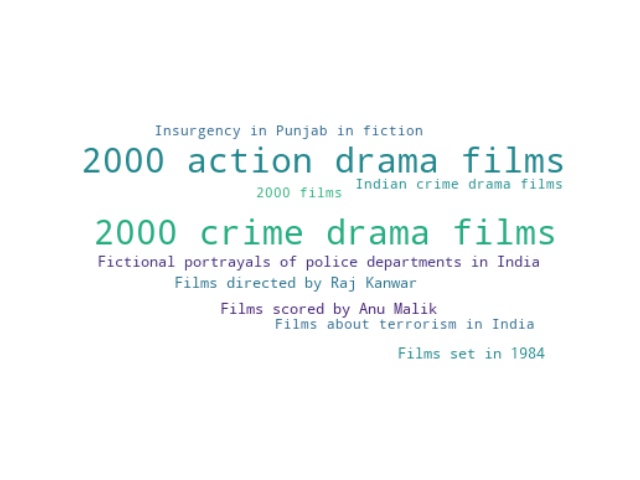 Insurgency in Punjab in fiction
2000 action drama films
Indian crime drama films
2000 films
2000 crime drama films
Fictional portrayals of police departments in India
Films directed by Raj Kanwar
Films scored by Anu Malik
Films about terrorism in India
Films set in 1984